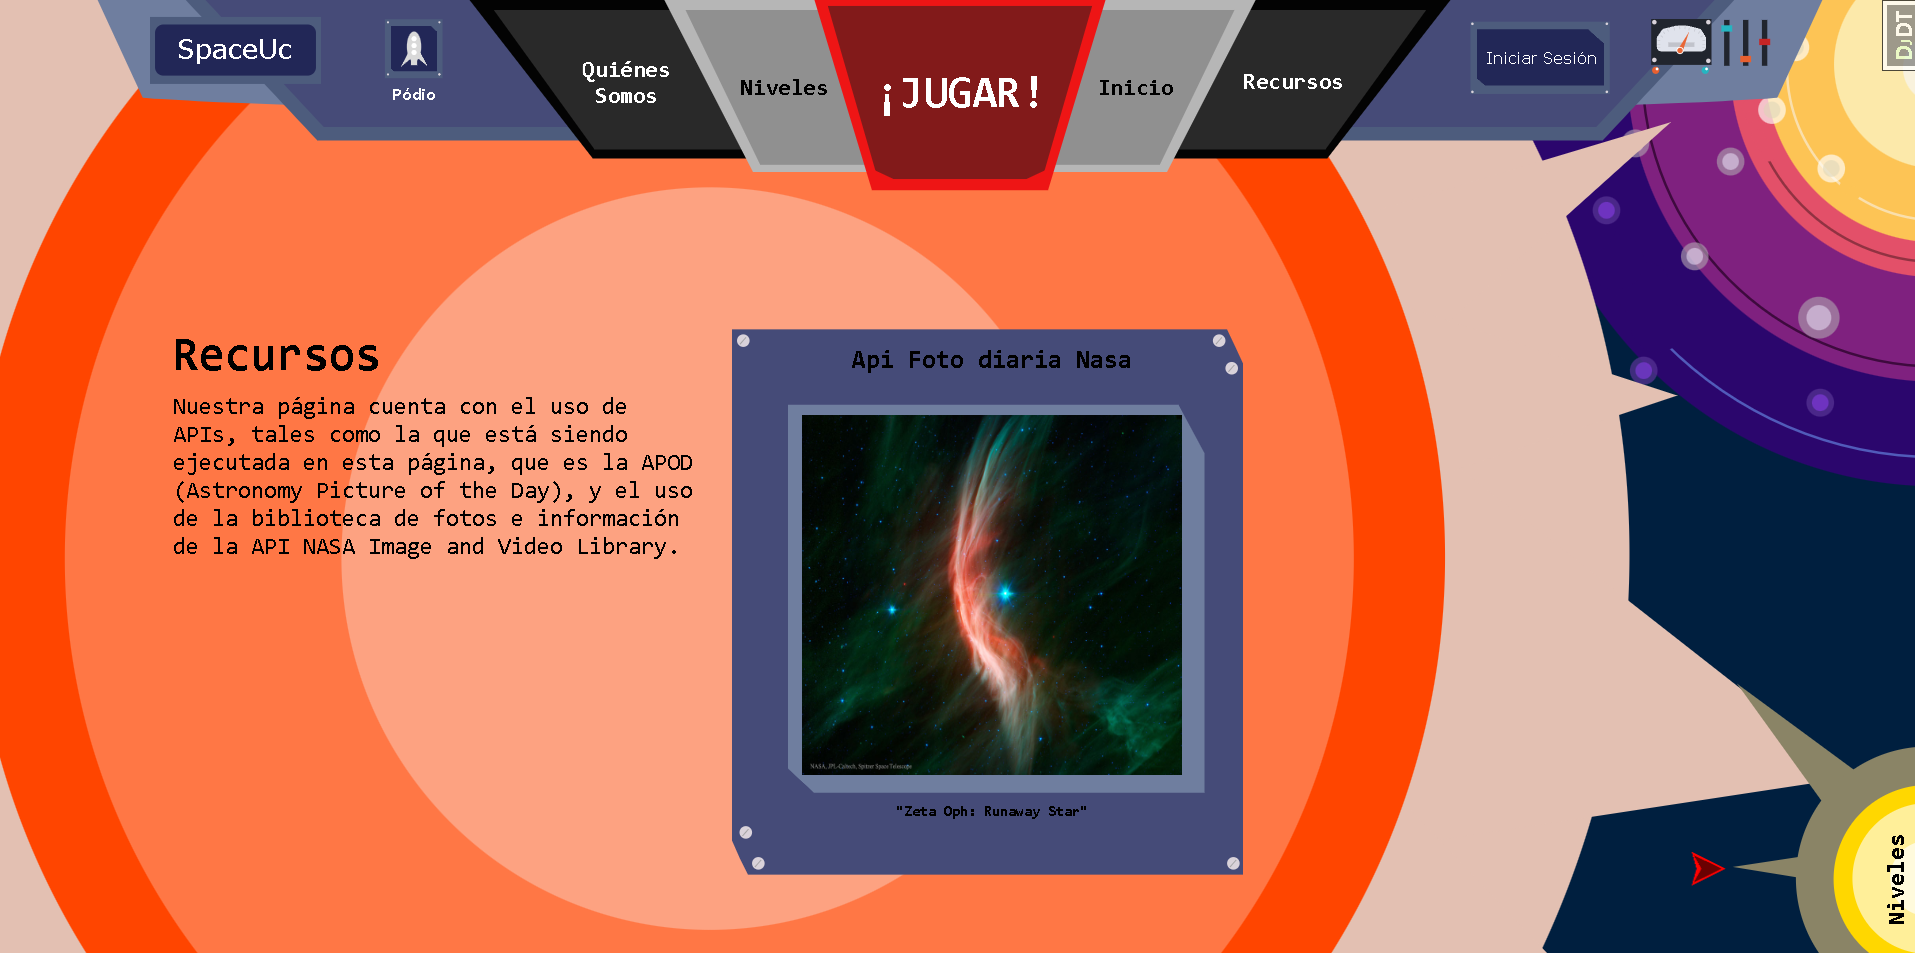 SpaceUc
Pódio
Quiénes
Somos
Niveles
¡JUGAR!
Inicio
Recursos
Iniciar Sesión
DjDT
Recursos
Nuestra página cuenta con el uso de
APIs, tales como la que está siendo
ejecutada en esta página, que es la APOD
(Astronomy Picture of the Day), y el uso
de la biblioteca de fotos e información
de la API NASA Image and Video Library.
Api Foto diaria Nasa
NASA, JPL-Caltech, Spitzer Space Telescope
"Zeta Oph: Runaway Star"
Niveles